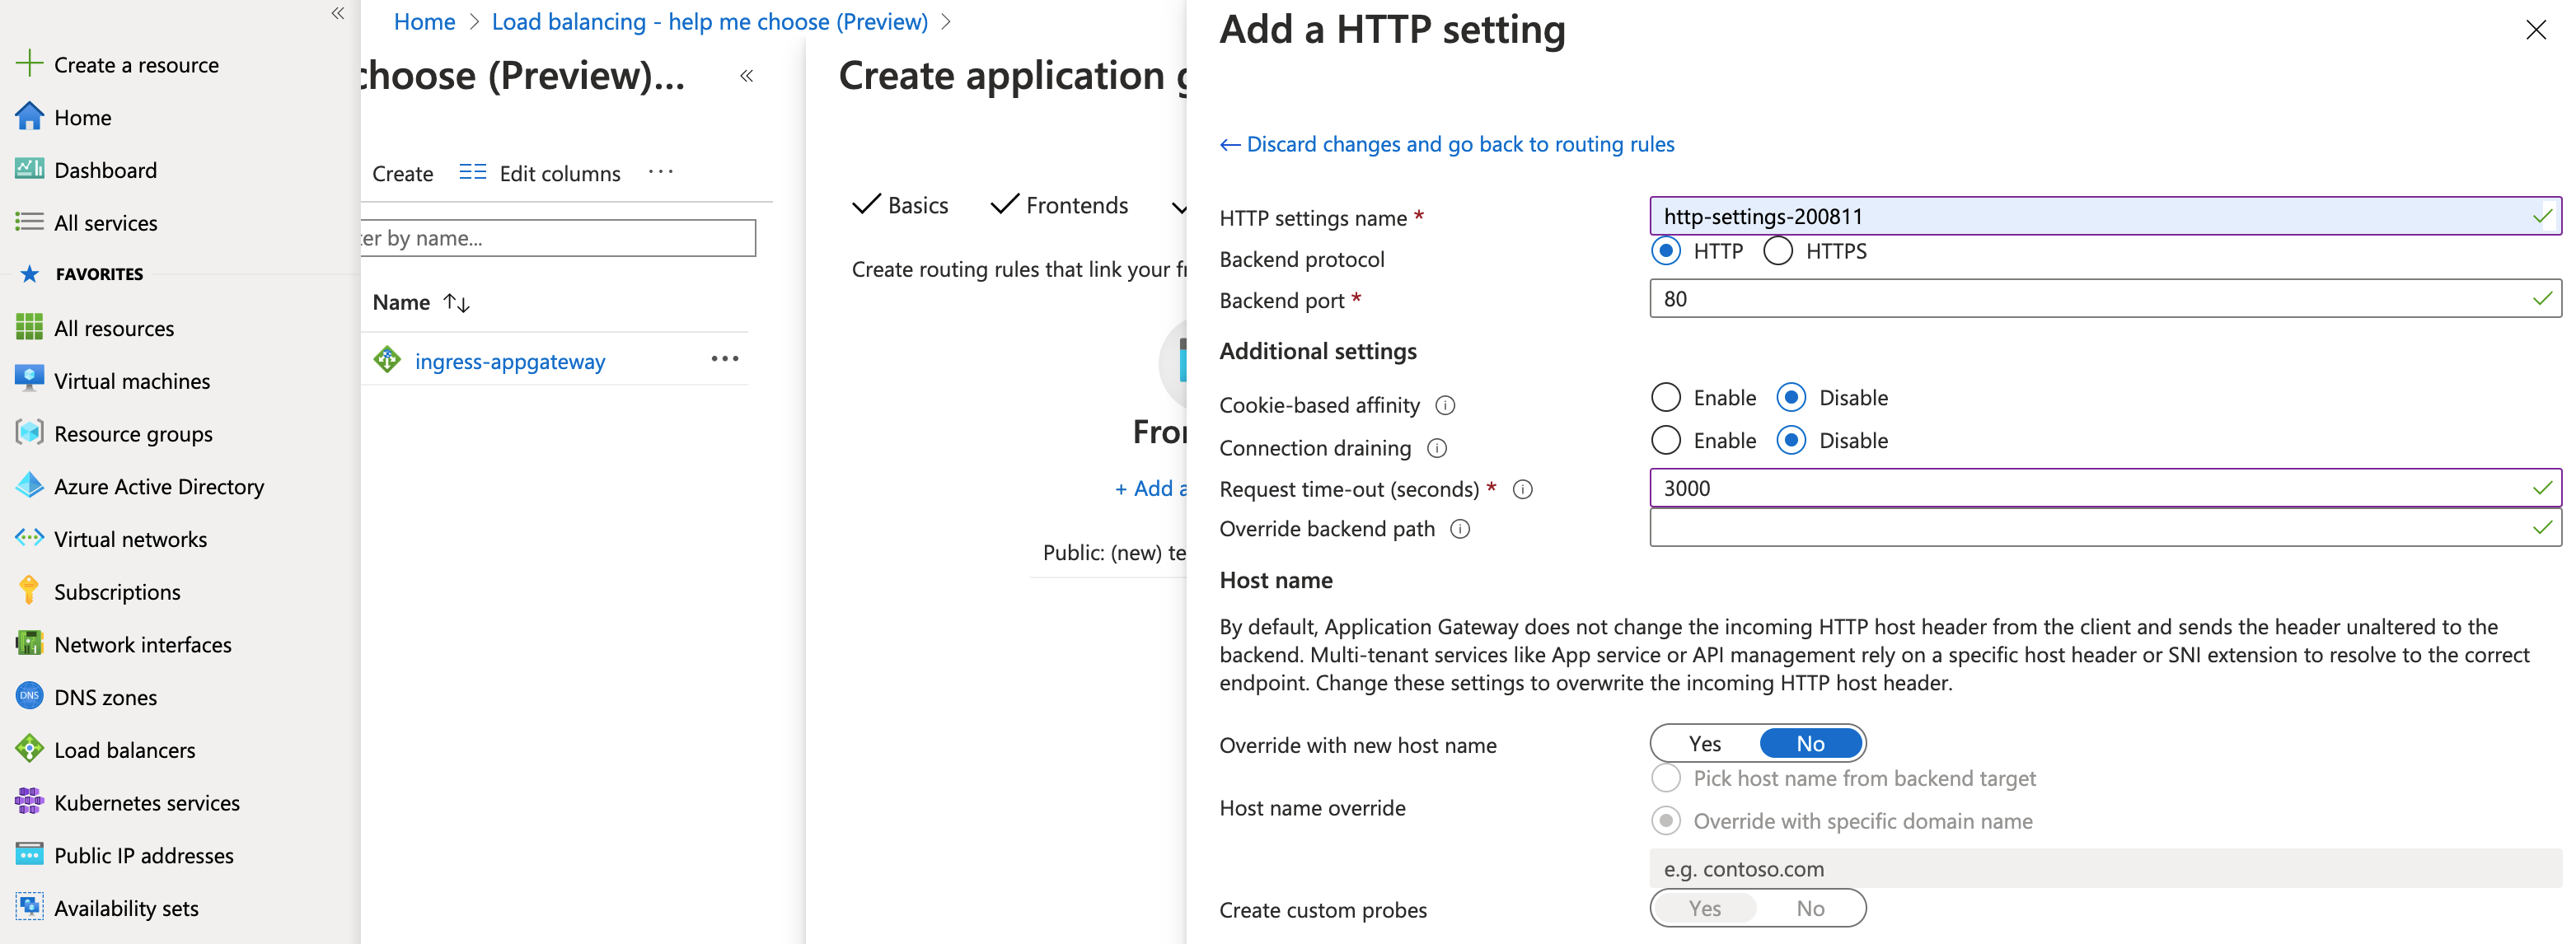 Create a resource
Home
Dashboard
All services
FAVORITES
All resources
Virtual machines
Resource groups
Azure Active Directory
Virtual networks
Subscriptions
Network interfaces
DNS zones
Load balancers
Kubernetes services
Public IP addresses
Availability sets
Home > Load balancing - help me choose (Preview) >
choose (Preview)...
Create
Edit columns
er by name...
Name
ingress-appgateway
Create application g
Basics
Frontends
Create routing rules that link your fr
Fro
+ Add a
Public: (new) te
Add a HTTP setting
← Discard changes and go back to routing rules
HTTP settings name *
http-settings-200811
Backend protocol
HTTP HTTPS
Backend port *
80
Additional settings
Cookie-based affinity
Enable Disable
Connection draining
Enable Disable
Request time-out (seconds) *
3000
Override backend path
Host name
By default, Application Gateway does not change the incoming HTTP host header from the client and sends the header unaltered to the
backend. Multi-tenant services like App service or API management rely on a specific host header or SNI extension to resolve to the correct
endpoint. Change these settings to overwrite the incoming HTTP host header.
Override with new host name
Yes No
Pick host name from backend target
Host name override
Override with specific domain name
e.g. contoso.com
Create custom probes
Yes No